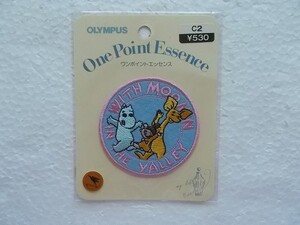 OLYMPUS
C2
¥530
One Point Essence
ワンポイントエッセンス
WITH MOOMIN
IN THE VALLEY